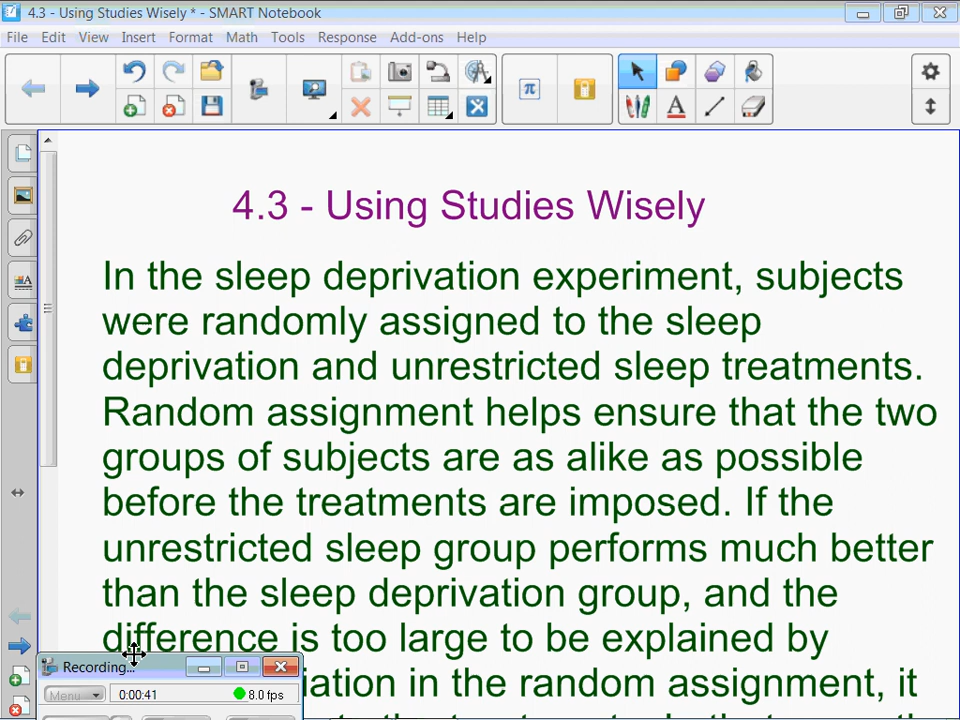 4.3 - Using Studies Wisely * - SMART Notebook
File Edit View Insert Format Math Tools Response Add-ons Help
π
A
4.3 - Using Studies Wisely
In the sleep deprivation experiment, subjects
were randomly assigned to the sleep
deprivation and unrestricted sleep treatments.
Random assignment helps ensure that the two
groups of subjects are as alike as possible
before the treatments are imposed. If the
unrestricted sleep group performs much better
than the sleep deprivation group, and the
difference is too large to be explained by
iation in the random assignment, it
Recording...
Menu 0:00:41 8.0 fps